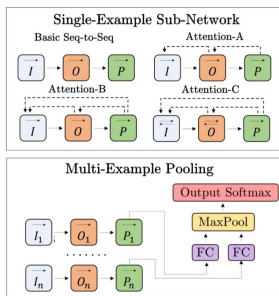 Single-Example Sub-Network
Basic Seq-to-Seq
Attention-A
I O P
I O P
Attention-B
Attention-C
I O P
I O P
Multi-Example Pooling
Output Softmax
MaxPool
FC FC
I₁ O₁ P₁
. . . . . . .
Iₙ Oₙ Pₙ